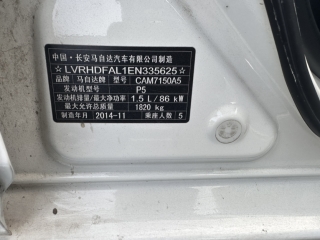 中国·长安马自达汽车有限公司制造
☆LVRHDFAL1EN335625☆
品牌 马自达牌 型号 CAM7150A5
发动机型号 P5
发动机排量/最大净功率 1.5 L/86 kW
最大允许总质量 1820 kg
制造年月 2014-11 乘座人数 5